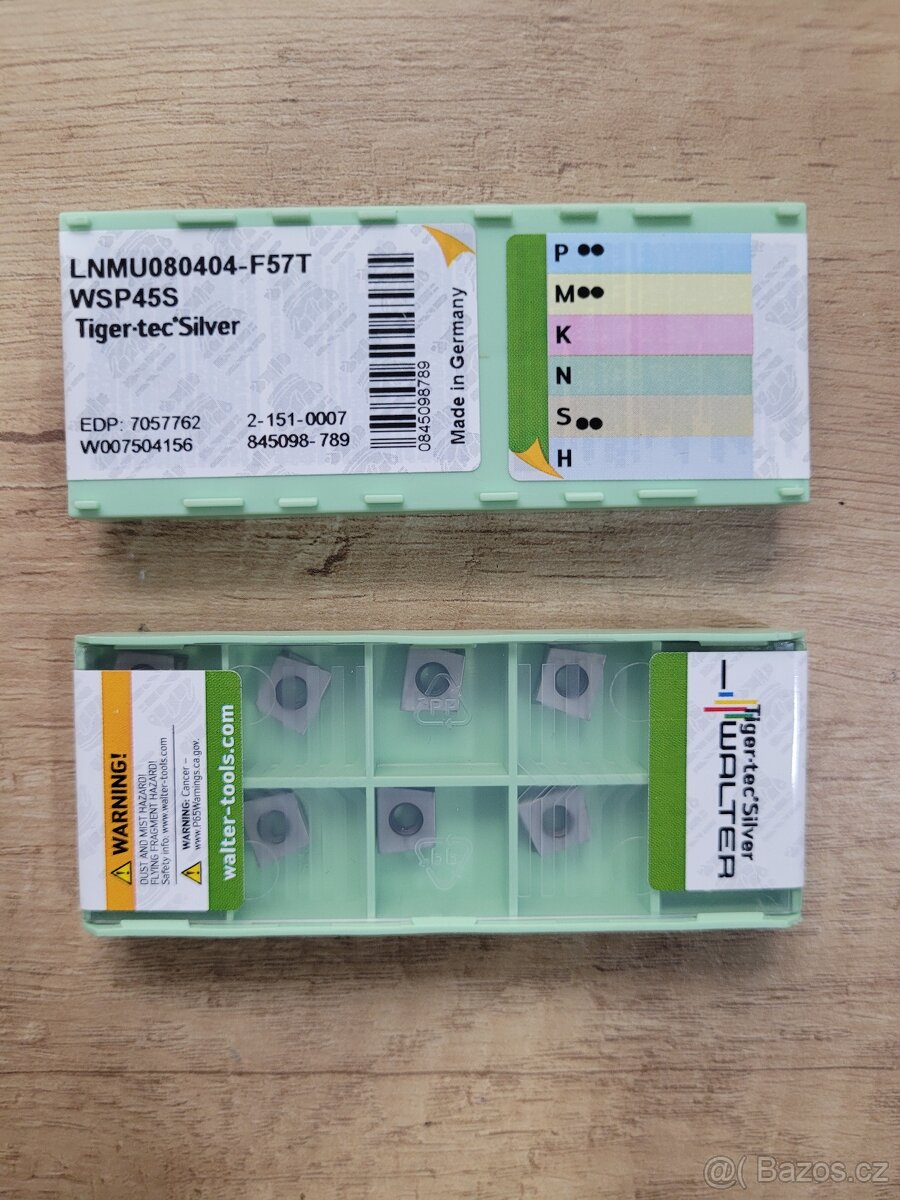 LNMU080404-F57T
WSP45S
Tiger·tec®Silver
EDP: 7057762
W007504156
2-151-0007
845098- 789
0845098789
Made in Germany
P
M
K
N
S
H
WARNING!
DUST AND MIST HAZARD!
FLYING FRAGMENT HAZARD!
Safety info: www.walter-tools.com
WARNING: Cancer –
www.P65Warnings.ca.gov.
walter-tools.com
PP
Tiger·tec®Silver
WALTER
@( Bazos.cz